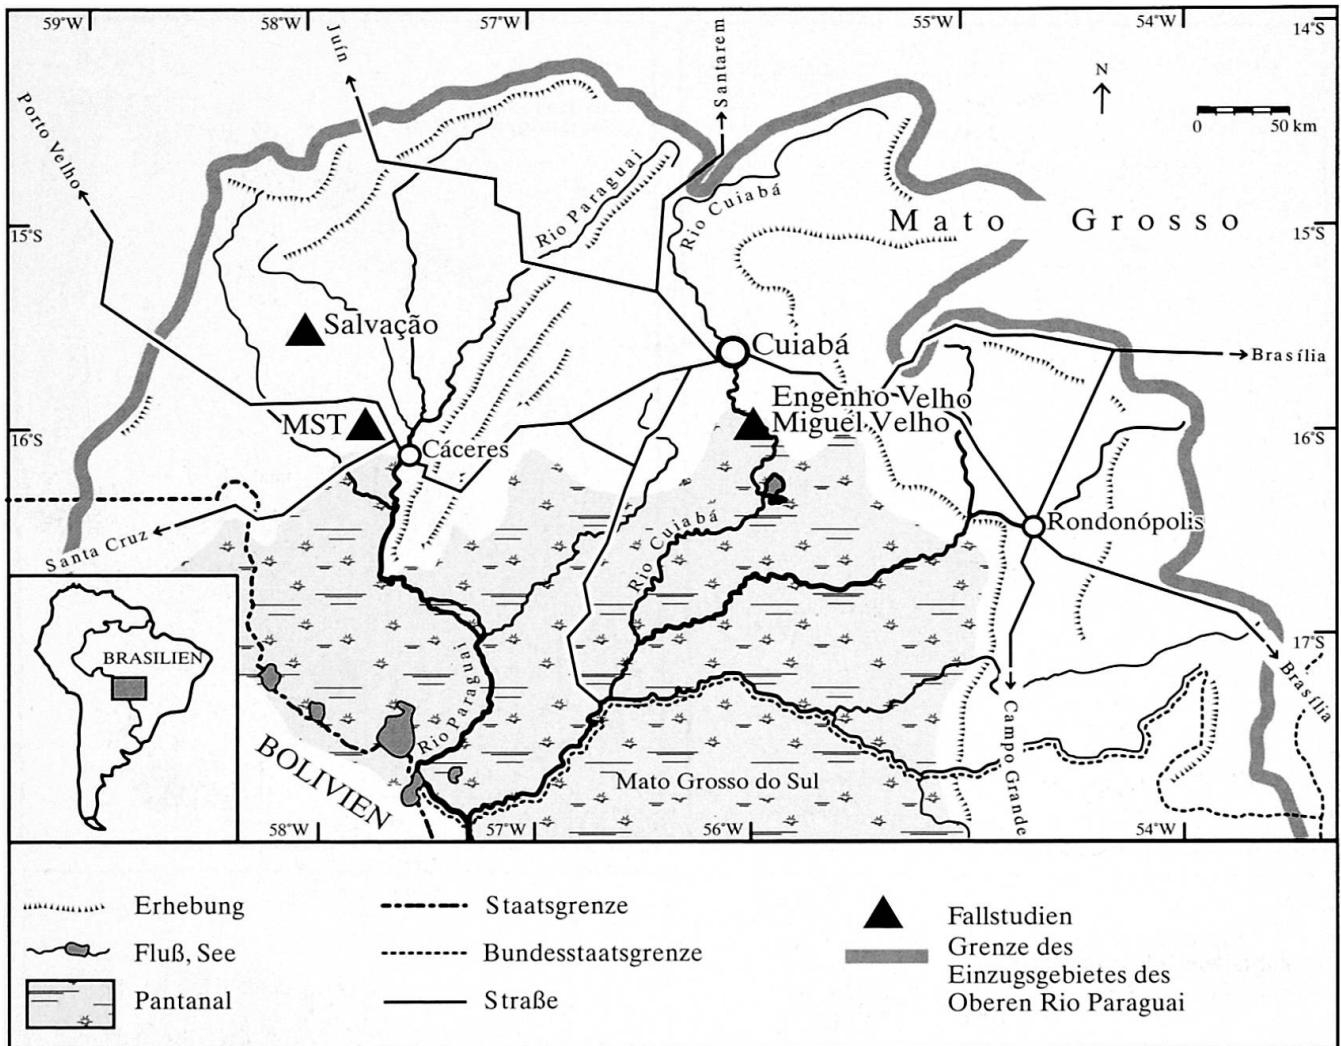 59°W
58°W
57°W
55°W
54°W
14°S
Juín
Santarem
N
0 50 km
Porto Velho
Rio Paraguai
Rio Cuiabá
Mato Grosso
15°S
15°S
Salvação
Cuiabá
Brasília
Engenho Velho
MST
Miguel Velho
16°S
16°S
Cáceres
Rio Cuiabá
Rondonópolis
Santa Cruz
BRASILIEN
17°S
Rio Paraguai
Brasília
Campo Grande
BOLIVIEN
Mato Grosso do Sul
58°W
57°W
56°W
54°W
Erhebung
Fluß, See
Pantanal
Staatsgrenze
Bundesstaatsgrenze
Straße
Fallstudien
Grenze des
Einzugsgebietes des
Oberen Rio Paraguai